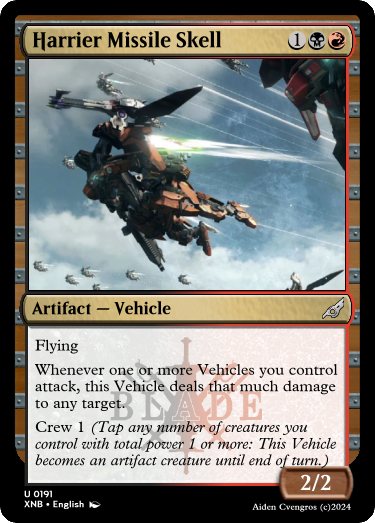 Harrier Missile Skell 1
Artifact — Vehicle
Flying
Whenever one or more Vehicles you control
attack, this Vehicle deals that much damage
to any target.
BLADE
Crew 1 (Tap any number of creatures you
control with total power 1 or more: This Vehicle
becomes an artifact creature until end of turn.)
2/2
U 0191
XNB • English
Aiden Cvengros (c)2024